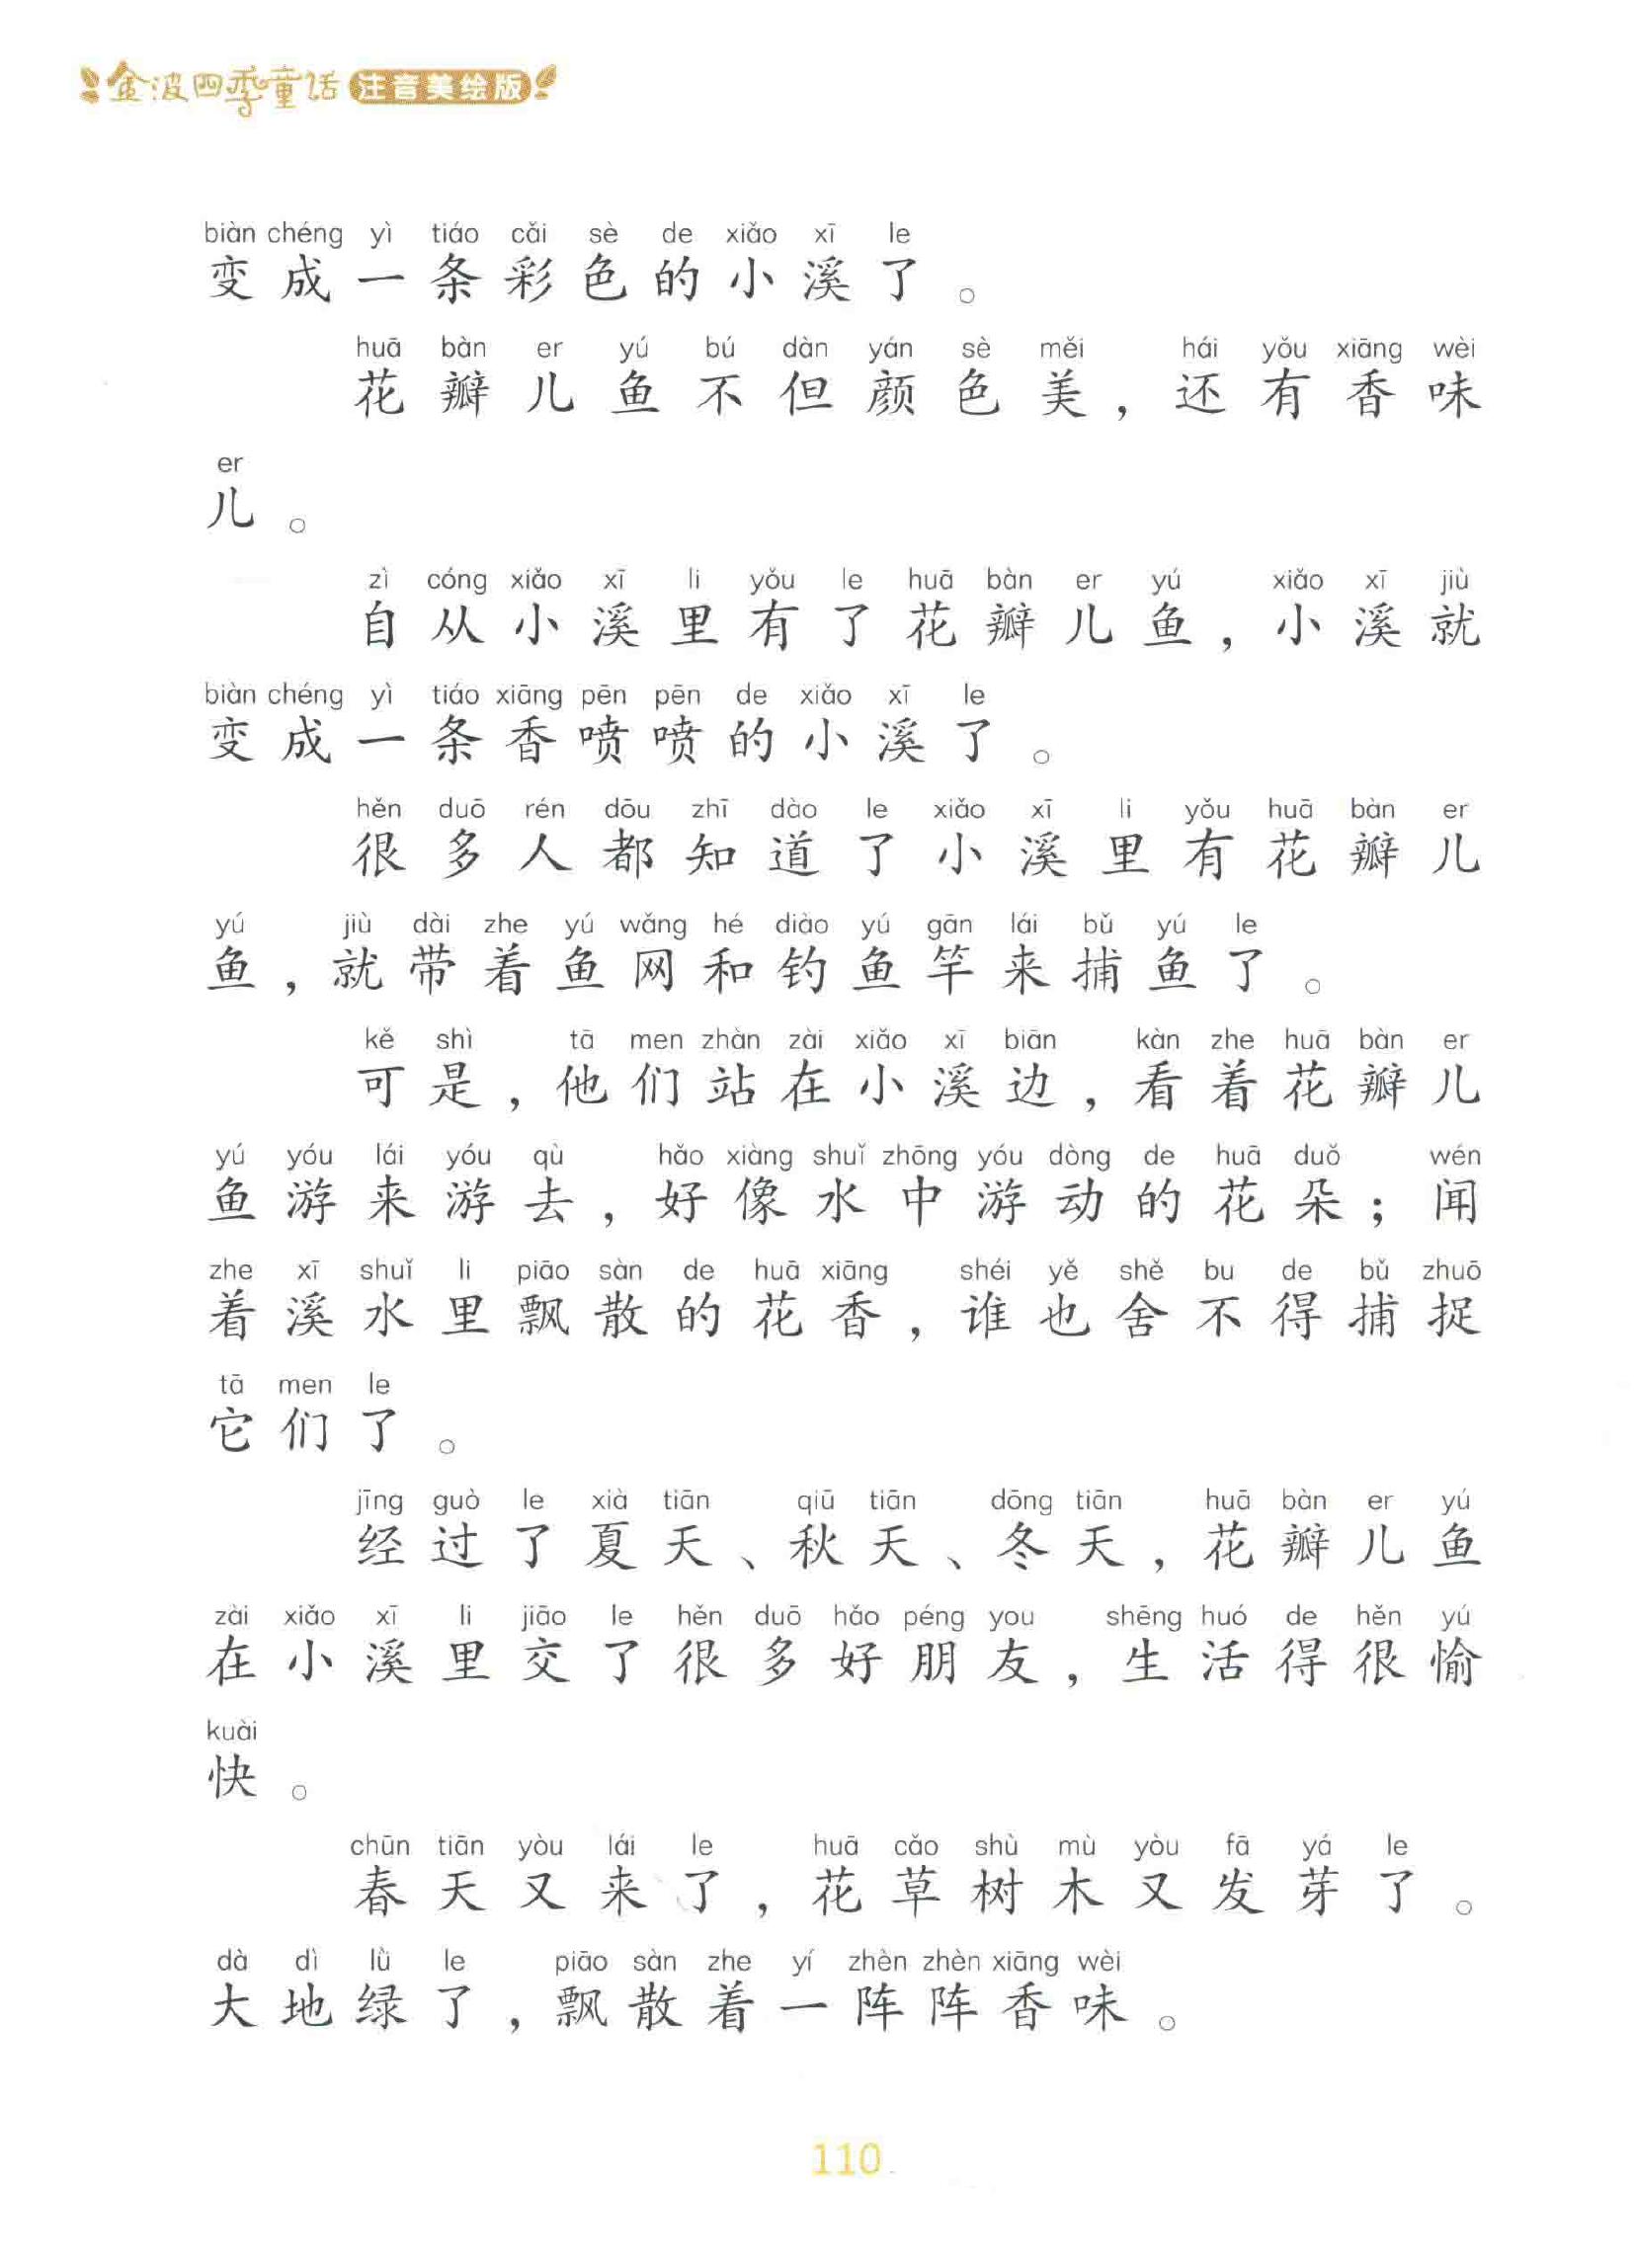 金波四季童话 注音美绘版
biàn chéng yì tiáo cǎi sè de xiǎo xī le
变成一条彩色的小溪了。
huā bàn er yú bú dàn yán sè měi hái yǒu xiāng wèi
花瓣儿鱼不但颜色美，还有香味
er
儿。
zì cóng xiǎo xī li yǒu le huā bàn er yú xiǎo xī jiù
自从小溪里有了花瓣儿鱼，小溪就
biàn chéng yì tiáo xiāng pēn pēn de xiǎo xī le
变成一条香喷喷的小溪了。
hěn duō rén dōu zhī dào le xiǎo xī li yǒu huā bàn er
很多人都知道了小溪里有花瓣儿
yú jiù dài zhe yú wǎng hé diào yú gān lái bǔ yú le
鱼，就带着鱼网和钓鱼竿来捕鱼了。
kě shì tā men zhàn zài xiǎo xī biān kàn zhe huā bàn er
可是，他们站在小溪边，看着花瓣儿
yú yóu lái yóu qù hǎo xiàng shuǐ zhōng yóu dòng de huā duǒ wén
鱼游来游去，好像水中游动的花朵；闻
zhe xī shuǐ li piāo sàn de huā xiāng shéi yě shě bu de bǔ zhuō
着溪水里飘散的花香，谁也舍不得捕捉
tā men le
它们了。
jīng guò le xià tiān qiū tiān dōng tiān huā bàn er yú
经过了夏天、秋天、冬天，花瓣儿鱼
zài xiǎo xī li jiāo le hěn duō hǎo péng you shēng huó de hěn yú
在小溪里交了很多好朋友，生活得很愉
kuài
快。
chūn tiān yòu lái le huā cǎo shù mù yòu fā yá le
春天又来了，花草树木又发芽了。
dà dì lǜ le piāo sàn zhe yí zhèn zhèn xiāng wèi
大地绿了，飘散着一阵阵香味。
110